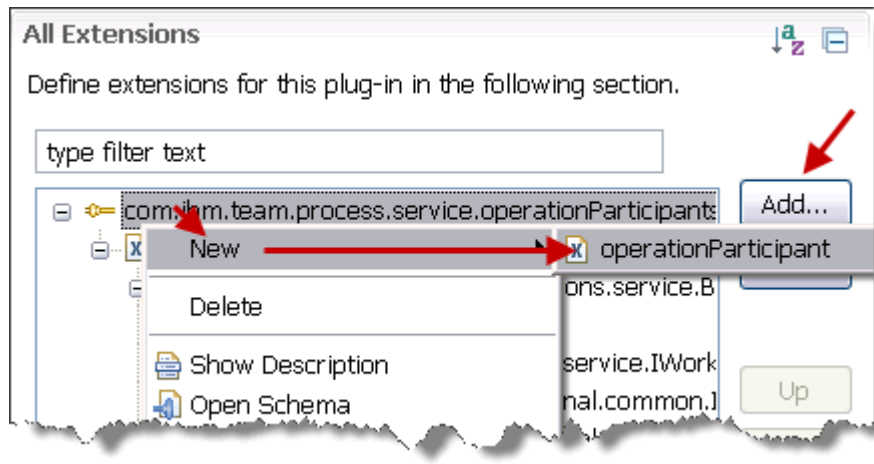 All Extensions
Define extensions for this plug-in in the following section.
type filter text
com.ibm.team.process.service.operationParticipants
Add...
New
operationParticipant
ons.service.B
Delete
Show Description
service.IWork
Up
Open Schema
nal.common.I